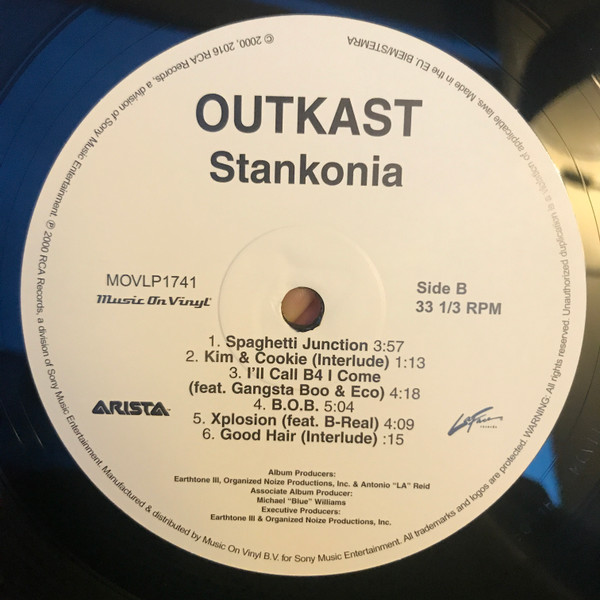 OUTKAST
Stankonia
MOVLP1741
Music On Vinyl
Side B
33 1/3 RPM
1. Spaghetti Junction 3:57
2. Kim & Cookie (Interlude) 1:13
3. I'll Call B4 I Come
(feat. Gangsta Boo & Eco) 4:18
4. B.O.B. 5:04
5. Xplosion (feat. B-Real) 4:09
6. Good Hair (Interlude) :15
ARISTA
LaFace
RECORDS
Album Producers:
Earthtone III, Organized Noize Productions, Inc. & Antonio "LA" Reid
Associate Album Producer:
Michael "Blue" Williams
Executive Producers:
Earthtone III & Organized Noize Productions, Inc.
℗ 2000 RCA Records, a division of Sony Music Entertainment. © 2000, 2016 RCA Records, a division of Sony Music Entertainment. Manufactured & distributed by Music On Vinyl B.V. for Sony Music Entertainment. All trademarks and logos are protected. WARNING: All rights reserved. Unauthorized duplication is a violation of applicable laws. Made in the EU. BIEM/STEMRA